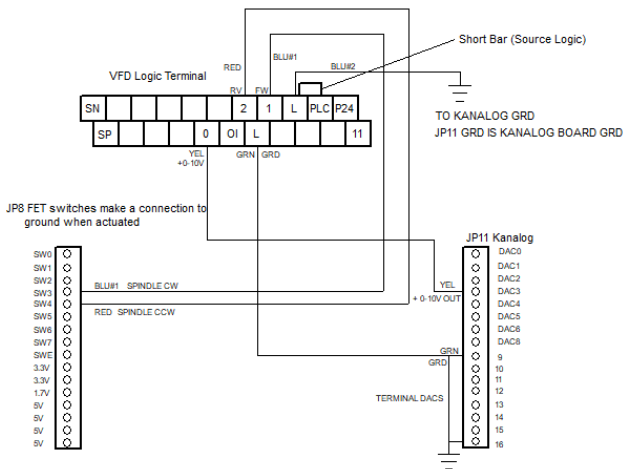 Short Bar (Source Logic)
BLU#1
RED
BLU#2
VFD Logic Terminal
RV
FW
SN
2
1
L
PLC
P24
TO KANALOG GRD
JP11 GRD IS KANALOG BOARD GRD
SP
0
OI
L
11
YEL
+0-10V
GRN
GRD
JP8 FET switches make a connection to
ground when actuated
JP11 Kanalog
SW0
SW1
SW2
SW3
SW4
SW5
SW6
SW7
SWE
3.3V
3.3V
1.7V
5V
5V
5V
5V
BLU#1 SPINDLE CW
RED SPINDLE CCW
YEL
+ 0-10V OUT
GRN
GRD
TERMINAL DACS
DAC0
DAC1
DAC2
DAC3
DAC4
DAC5
DAC6
DAC8
9
10
11
12
13
14
15
16